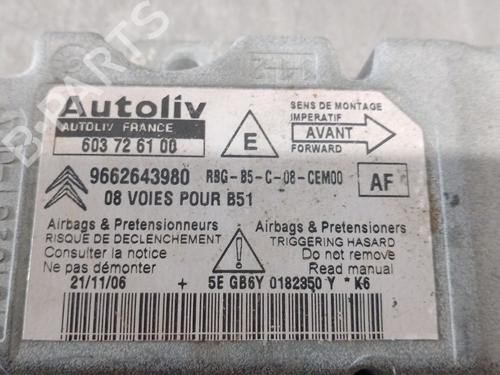 Autoliv
AUTOLIV FRANCE
603 72 61 00
E
SENS DE MONTAGE
IMPERATIF
AVANT
FORWARD
9662643980 RBG-B5-C-08-CEM00 AF
08 VOIES POUR B51
Airbags & Pretensionneurs
RISQUE DE DECLENCHEMENT
Consulter la notice
Ne pas démonter
Airbags & Pretensioners
TRIGGERING HASARD
Do not remove
Read manual
21/11/06 + 5E GB6Y 0182350 Y * K6
B-PARTS